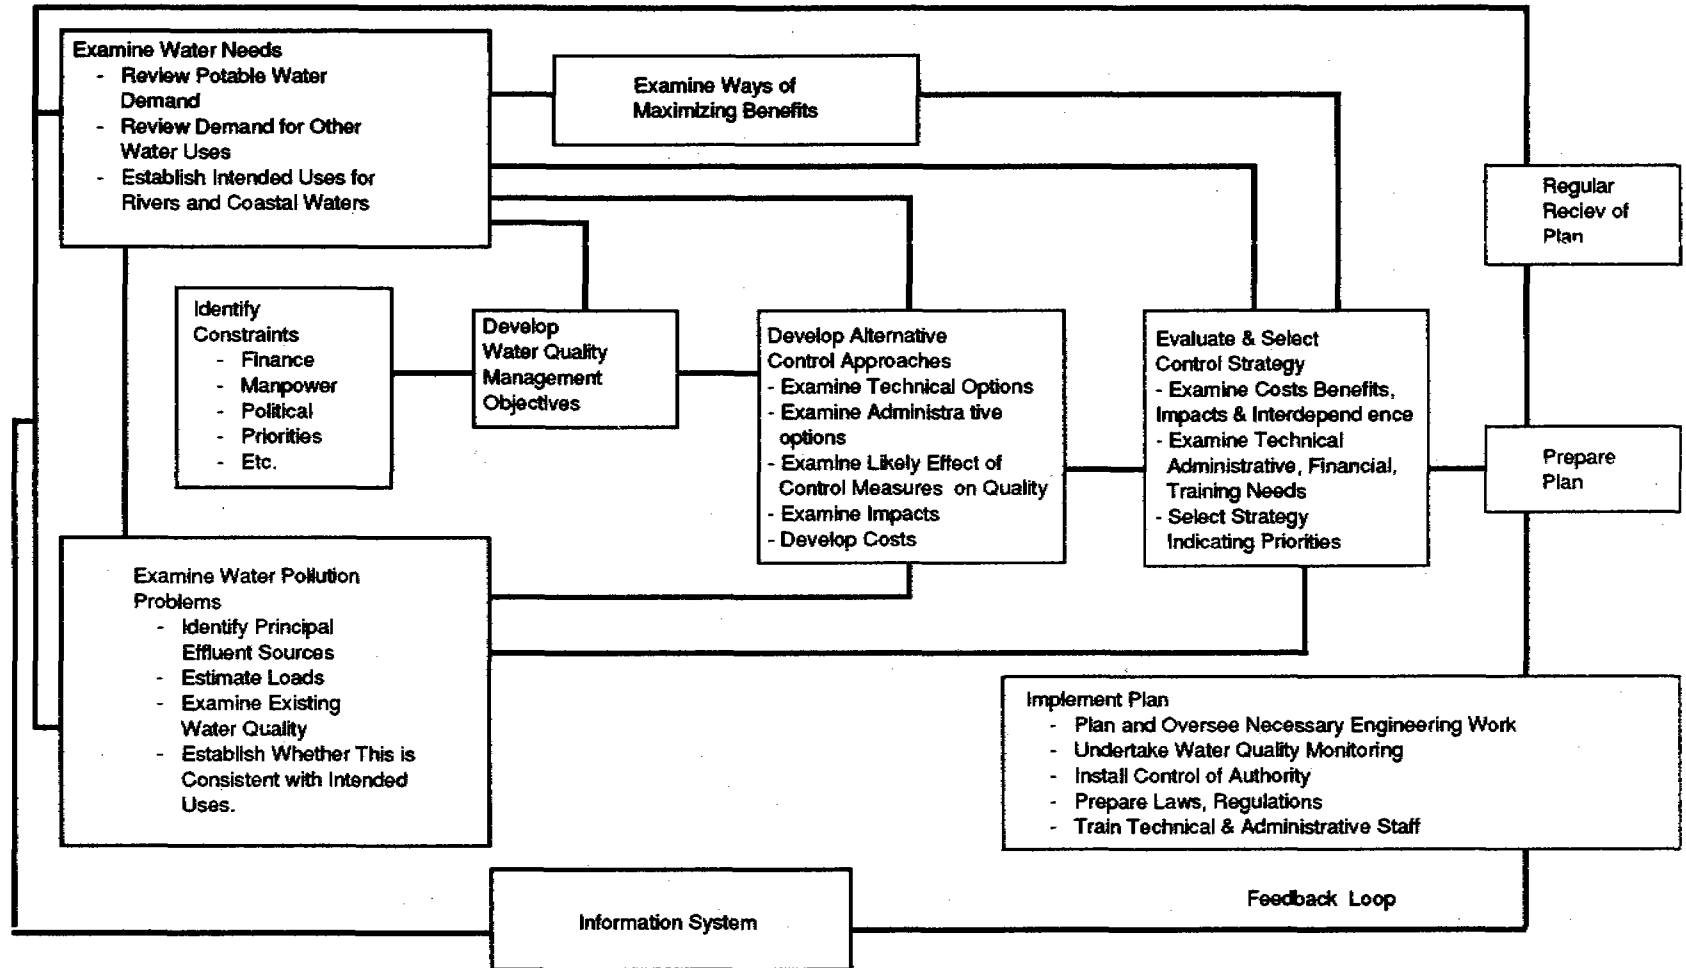 Examine Water Needs
- Review Potable Water
Demand
- Review Demand for Other
Water Uses
- Establish Intended Uses for
Rivers and Coastal Waters
Examine Ways of
Maximizing Benefits
Regular
Reciev of
Plan
Identify
Constraints
- Finance
- Manpower
- Political
- Priorities
- Etc.
Develop
Water Quality
Management
Objectives
Develop Alternative
Control Approaches
- Examine Technical Options
- Examine Administra tive
options
- Examine Likely Effect of
Control Measures on Quality
- Examine Impacts
- Develop Costs
Evaluate & Select
Control Strategy
- Examine Costs Benefits,
Impacts & Interdepend ence
- Examine Technical
Administrative, Financial,
Training Needs
- Select Strategy
Indicating Priorities
Prepare
Plan
Examine Water Pollution
Problems
- Identify Principal
Effluent Sources
- Estimate Loads
- Examine Existing
Water Quality
- Establish Whether This is
Consistent with Intended
Uses.
Implement Plan
- Plan and Oversee Necessary Engineering Work
- Undertake Water Quality Monitoring
- Install Control of Authority
- Prepare Laws, Regulations
- Train Technical & Administrative Staff
Feedback Loop
Information System